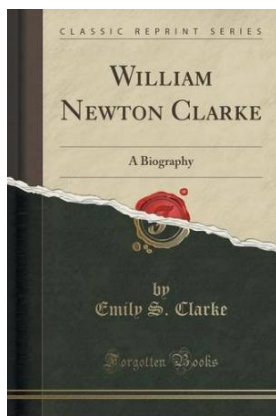 CLASSIC REPRINT SERIES
WILLIAM
NEWTON CLARKE
A Biography
F
by
Emily S. Clarke
Forgotten Books